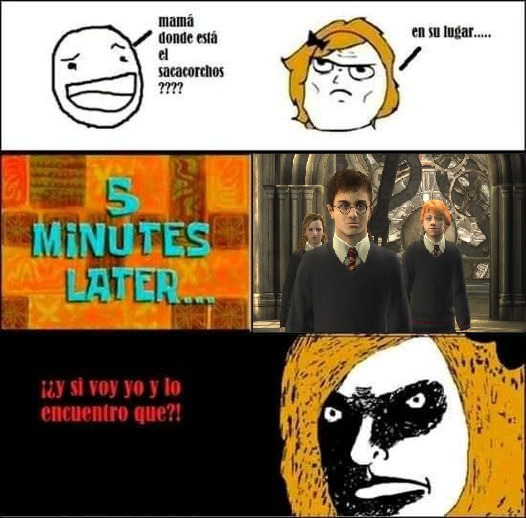 mamá
donde está
el
sacacorchos
????
en su lugar.....
5
MINUTES
LATER...
¡¿y si voy yo y lo
encuentro que?!